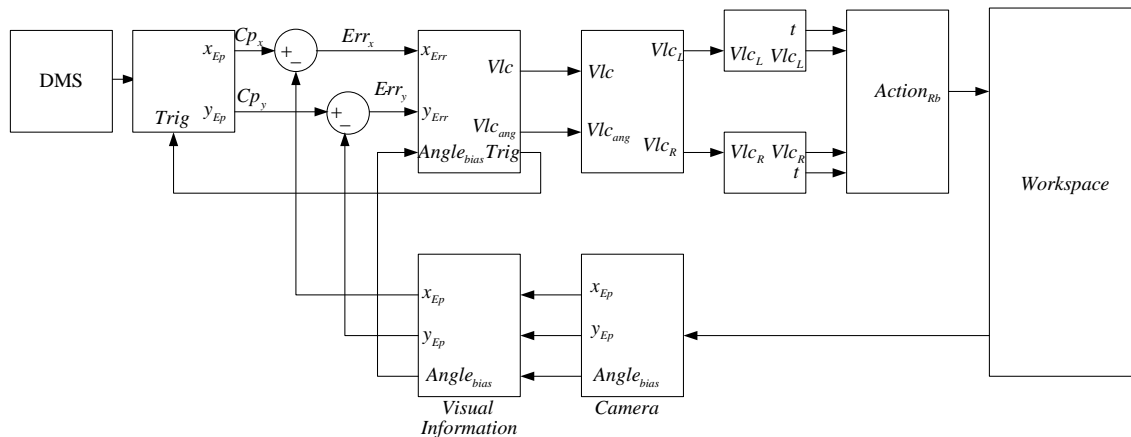 DMS
x_Ep
y_Ep
Trig
Cp_x
Cp_y
+
−
+
−
Err_x
Err_y
x_Err
y_Err
Angle_bias Trig
Vlc
Vlc_ang
Vlc
Vlc_ang
Vlc_L
Vlc_R
t
Vlc_L Vlc_L
Vlc_R Vlc_R
t
Action_Rb
Workspace
x_Ep
y_Ep
Angle_bias
Visual
Information
x_Ep
y_Ep
Angle_bias
Camera